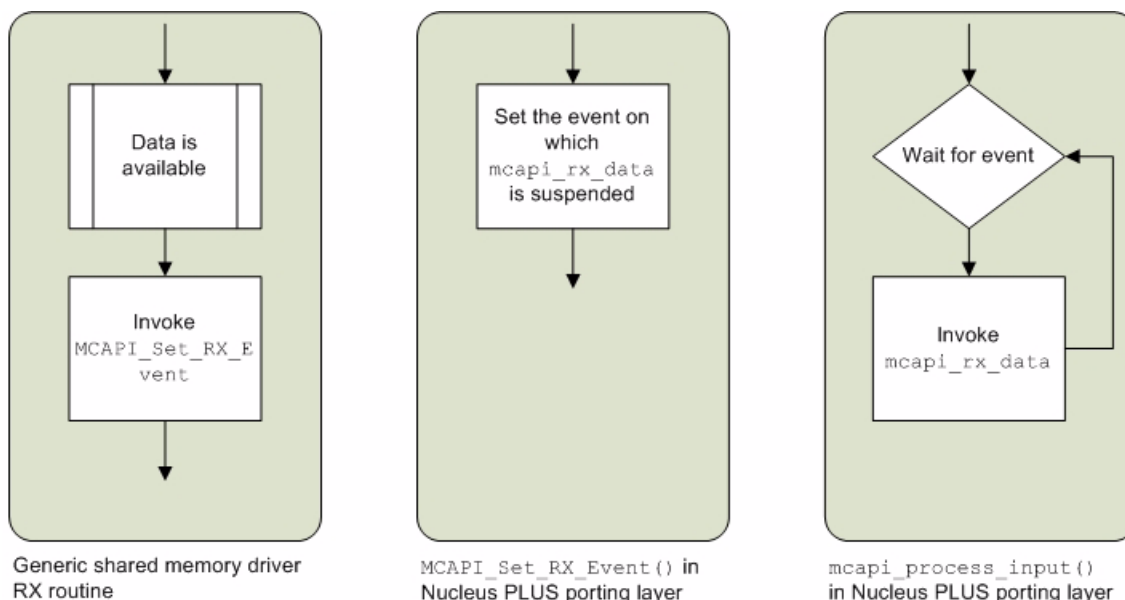 Data is
available
Invoke
MCAPI_Set_RX_E
vent
Generic shared memory driver
RX routine
Set the event on
which
mcapi_rx_data
is suspended
MCAPI_Set_RX_Event() in
Nucleus PLUS porting layer
Wait for event
Invoke
mcapi_rx_data
mcapi_process_input()
in Nucleus PLUS porting layer